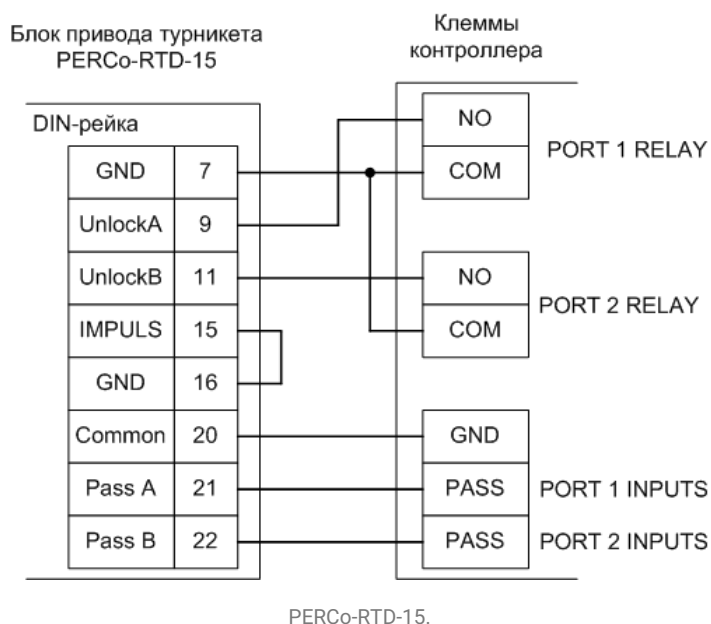 Блок привода турникета
PERCo-RTD-15
Клеммы
контроллера
DIN-рейка
GND 7
UnlockA 9
UnlockB 11
IMPULS 15
GND 16
Common 20
Pass A 21
Pass B 22
NO
COM
PORT 1 RELAY
NO
COM
PORT 2 RELAY
GND
PASS PORT 1 INPUTS
PASS PORT 2 INPUTS
PERCo-RTD-15.